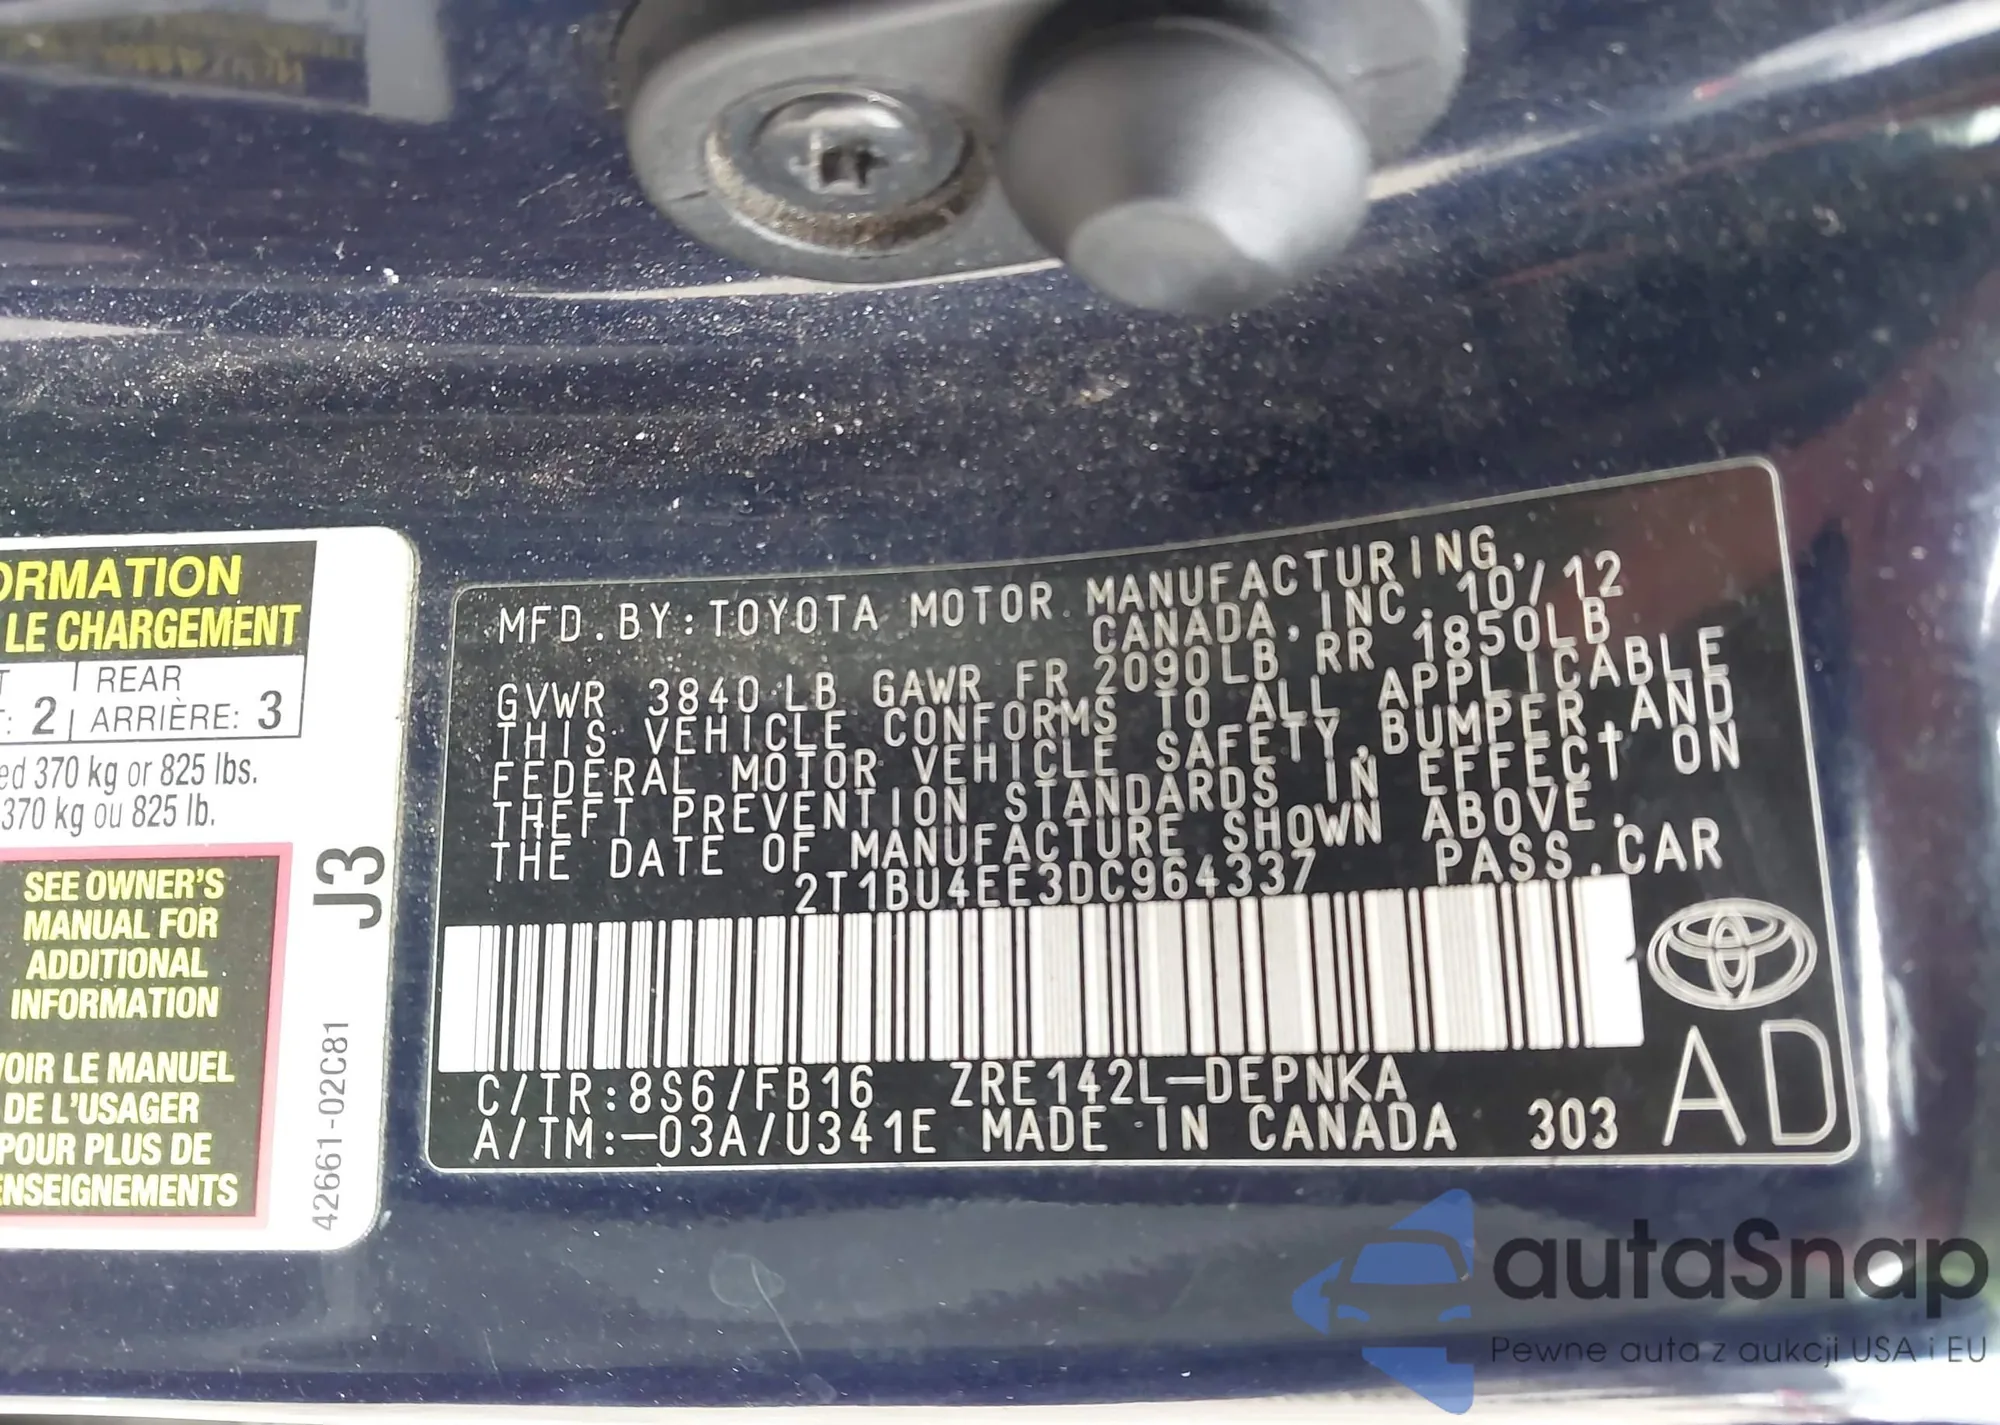 ORMATION
LE CHARGEMENT
T | REAR
: 2 | ARRIÈRE: 3
ed 370 kg or 825 lbs.
370 kg ou 825 lb.
SEE OWNER'S
MANUAL FOR
ADDITIONAL
INFORMATION
VOIR LE MANUEL
DE L'USAGER
POUR PLUS DE
ENSEIGNEMENTS
J3
42661-02C81
MFD. BY: TOYOTA MOTOR MANUFACTURING,
CANADA, INC. 10/12
GVWR 3840 LB GAWR FR 2090LB RR 1850LB
THIS VEHICLE CONFORMS TO ALL APPLICABLE
FEDERAL MOTOR VEHICLE SAFETY, BUMPER, AND
THEFT PREVENTION STANDARDS IN EFFECT ON
THE DATE OF MANUFACTURE SHOWN ABOVE.
2T1BU4EE3DC964337 PASS. CAR
C/TR:8S6/FB16 ZRE142L-DEPNKA
A/TM:-03A/U341E MADE IN CANADA 303
AD
autaSnap
Pewne auta z aukcji USA i EU